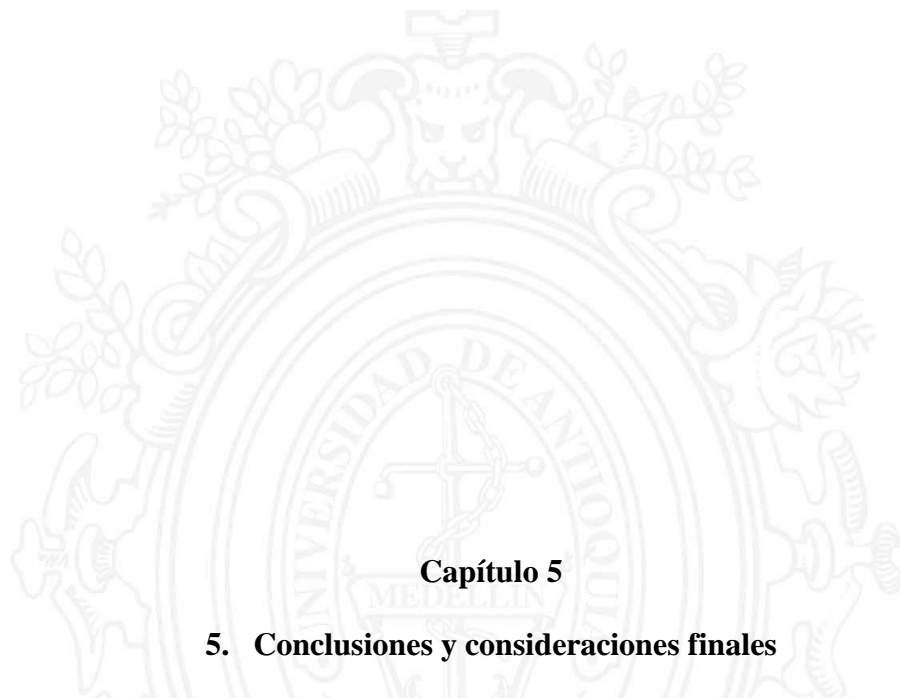 UNIVERSIDAD DE ANTIOQUIA
MEDELLIN
Capítulo 5
5. Conclusiones y consideraciones finales